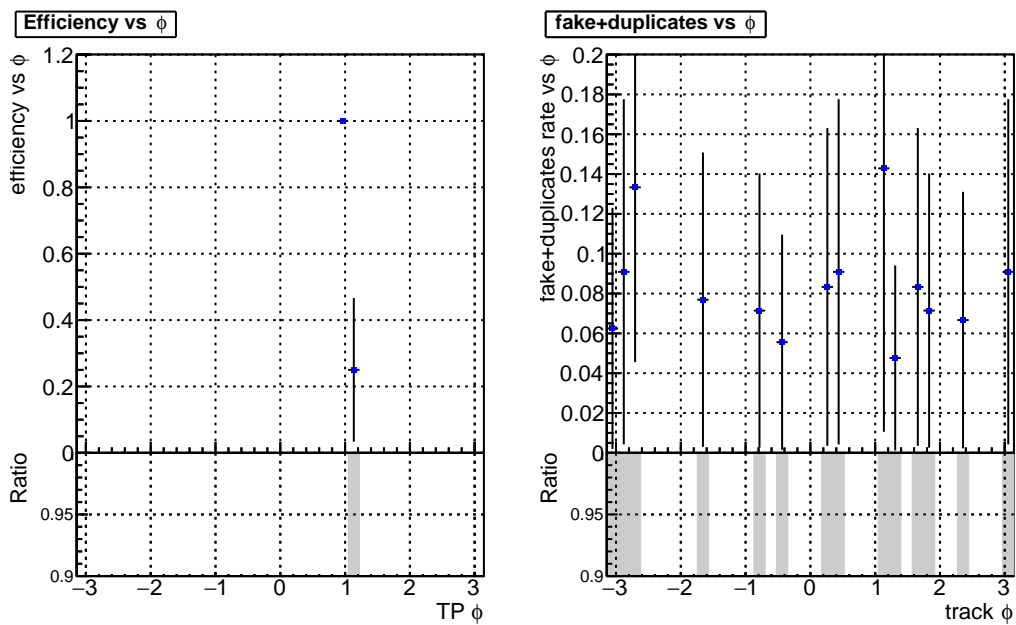 Efficiency vs ϕ
efficiency vs ϕ
1.2
1
0.8
0.6
0.4
0.2
0
Ratio
0.95
0.9
−3 −2 −1 0 1 2 3
TP ϕ
fake+duplicates vs ϕ
fake+duplicates rate vs ϕ
0.2
0.18
0.16
0.14
0.12
0.1
0.08
0.06
0.04
0.02
0
Ratio
0.95
0.9
−3 −2 −1 0 1 2 3
track ϕ